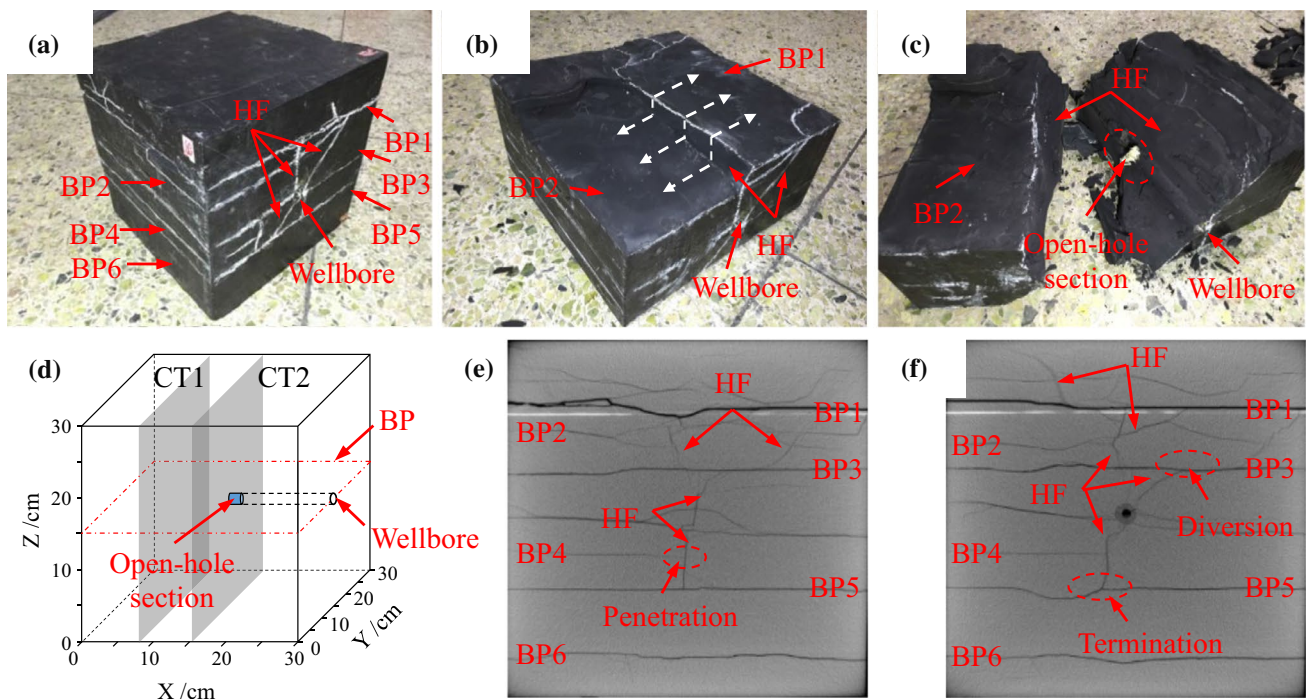 (a)
HF
BP1
BP2
BP3
BP4
BP5
BP6
Wellbore
(b)
BP1
BP2
HF
Wellbore
(c)
HF
BP2
Open-hole
section
Wellbore
(d)
CT1
CT2
30
20
10
0
Z /cm
BP
Wellbore
Open-hole
section
0
10
20
30
X /cm
0
10
20
30
Y /cm
(e)
HF
BP1
BP2
BP3
HF
BP4
Penetration
BP5
BP6
(f)
HF
BP1
BP2
BP3
HF
Diversion
BP4
BP5
Termination
BP6